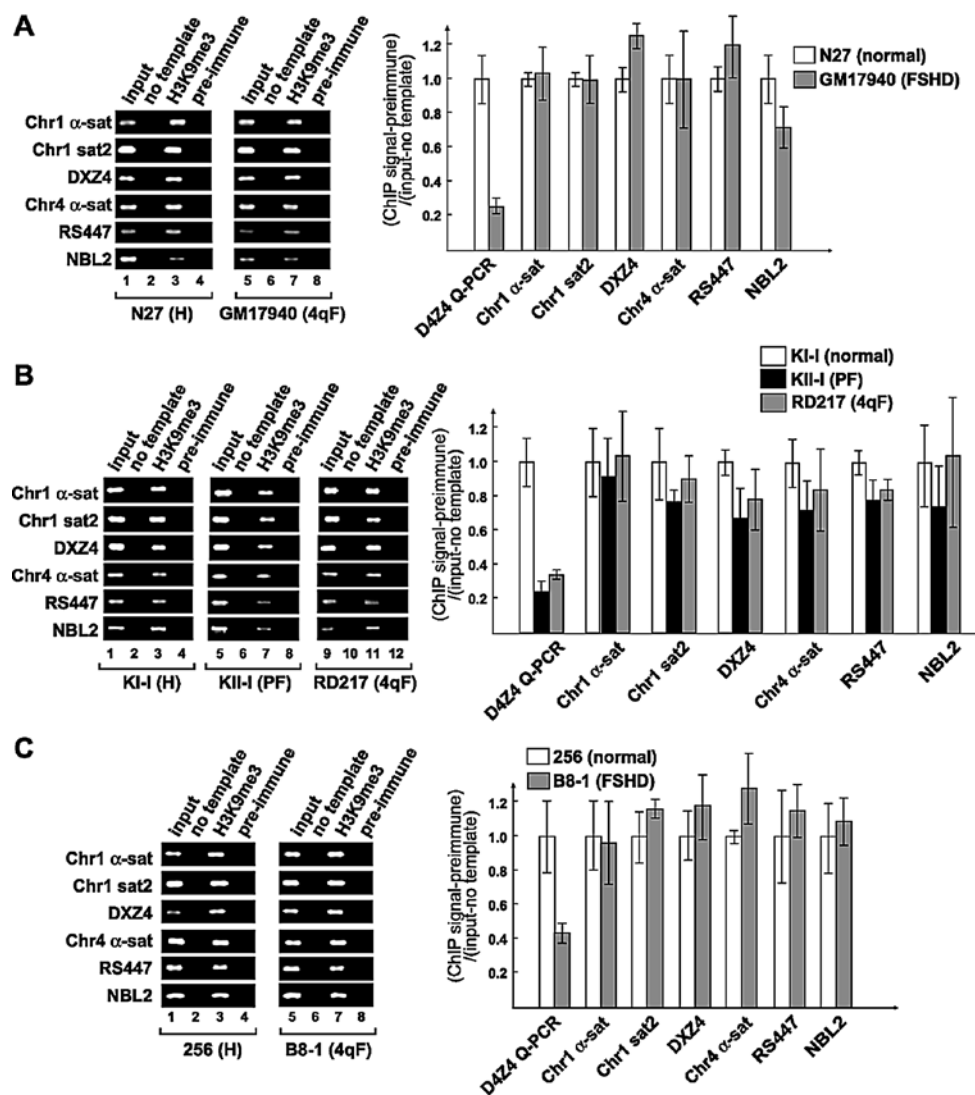 A
input
no template
H3K9me3
pre-immune
input
no template
H3K9me3
pre-immune
Chr1 α-sat
Chr1 sat2
DXZ4
Chr4 α-sat
RS447
NBL2
1 2 3 4 5 6 7 8
N27 (H) GM17940 (4qF)
(ChIP signal-preimmune)
/(input-no template)
1.2
1.0
0.8
0.6
0.4
0.2
N27 (normal)
GM17940 (FSHD)
D4Z4 Q-PCR
Chr1 α-sat
Chr1 sat2
DXZ4
Chr4 α-sat
RS447
NBL2
B
input
no template
H3K9me3
pre-immune
input
no template
H3K9me3
pre-immune
input
no template
H3K9me3
pre-immune
Chr1 α-sat
Chr1 sat2
DXZ4
Chr4 α-sat
RS447
NBL2
1 2 3 4 5 6 7 8 9 10 11 12
KI-I (H) KII-I (PF) RD217 (4qF)
(ChIP signal-preimmune)
/(input-no template)
1.2
1.0
0.8
0.6
0.4
0.2
KI-I (normal)
KII-I (PF)
RD217 (4qF)
D4Z4 Q-PCR
Chr1 α-sat
Chr1 sat2
DXZ4
Chr4 α-sat
RS447
NBL2
C
input
no template
H3K9me3
pre-immune
input
no template
H3K9me3
pre-immune
Chr1 α-sat
Chr1 sat2
DXZ4
Chr4 α-sat
RS447
NBL2
1 2 3 4 5 6 7 8
256 (H) B8-1 (4qF)
(ChIP signal-preimmune)
/(input-no template)
1.2
1.0
0.8
0.6
0.4
0.2
256 (normal)
B8-1 (FSHD)
D4Z4 Q-PCR
Chr1 α-sat
Chr1 sat2
DXZ4
Chr4 α-sat
RS447
NBL2